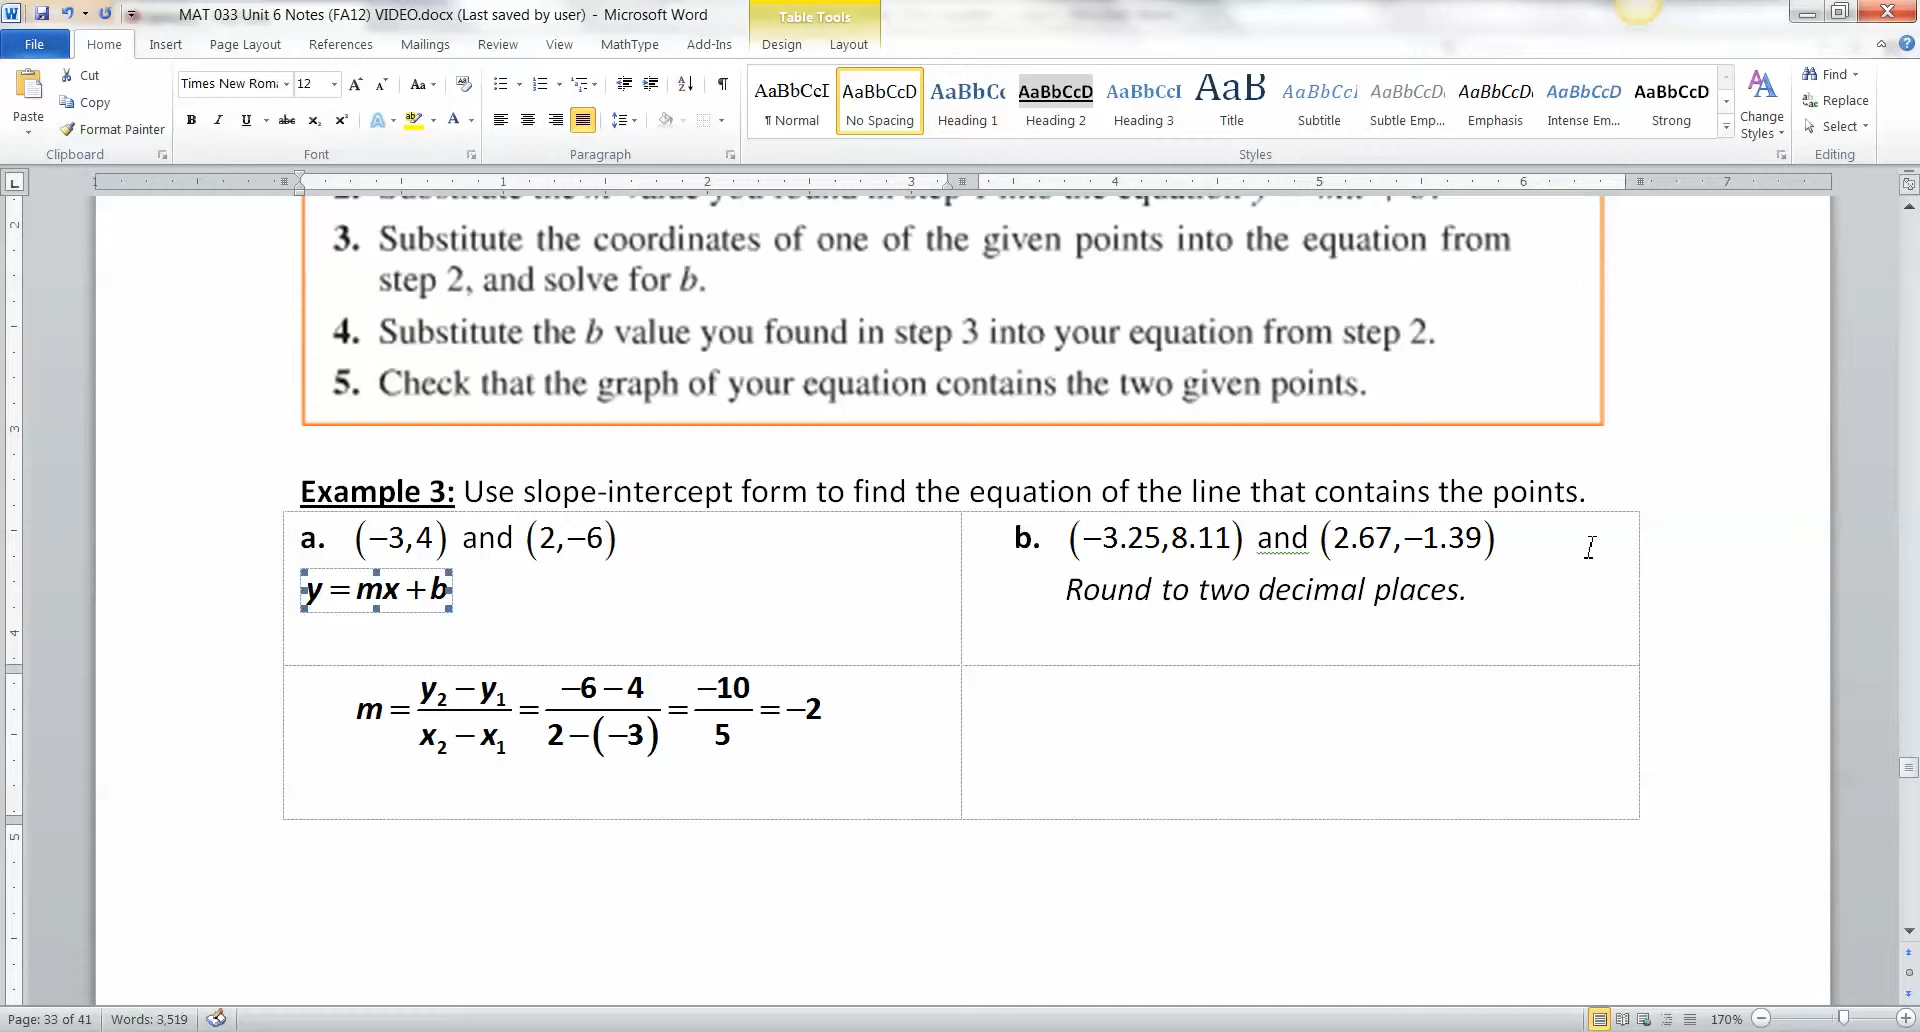 MAT 033 Unit 6 Notes (FA12) VIDEO.docx (Last saved by user) - Microsoft Word
Table Tools
File Home Insert Page Layout References Mailings Review View MathType Add-Ins Design Layout
Cut
Copy
Format Painter
Paste
Clipboard
Times New Roma 12
Font
Paragraph
AaBbCcI AaBbCcD AaBbCc AaBbCcD AaBbCcI AaB AaBbCcI AaBbCcD AaBbCcD AaBbCcD AaBbCcD
¶ Normal No Spacing Heading 1 Heading 2 Heading 3 Title Subtitle Subtle Emp... Emphasis Intense Em... Strong
Styles
Change Styles
Find
Replace
Select
Editing
3. Substitute the coordinates of one of the given points into the equation from
step 2, and solve for b.
4. Substitute the b value you found in step 3 into your equation from step 2.
5. Check that the graph of your equation contains the two given points.
Example 3: Use slope-intercept form to find the equation of the line that contains the points.
a. (−3,4) and (2,−6)
y = mx + b
m = y₂ − y₁ / x₂ − x₁ = −6 − 4 / 2 − (−3) = −10 / 5 = −2
b. (−3.25,8.11) and (2.67,−1.39)
Round to two decimal places.
Page: 33 of 41 Words: 3,519 170%